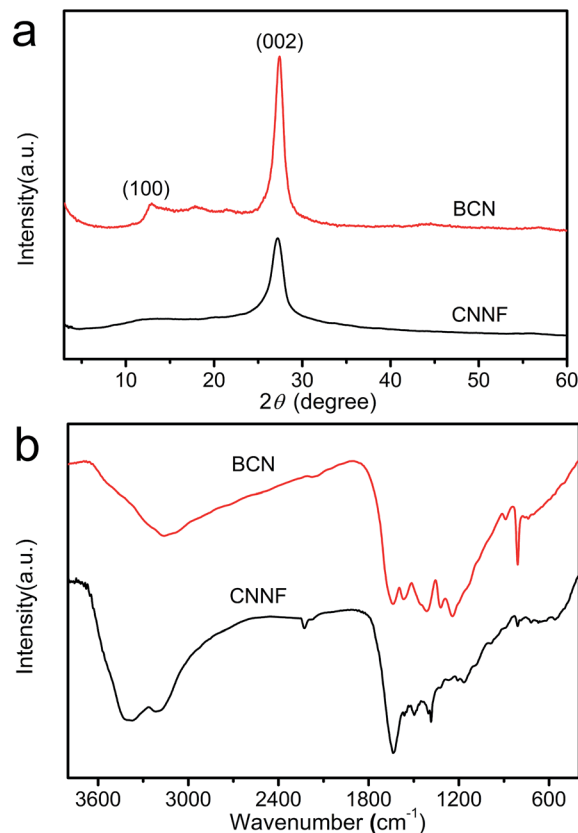 a
(002)
(100)
BCN
CNNF
Intensity(a.u.)
10 20 30 40 50 60
2θ (degree)
b
BCN
CNNF
Intensity(a.u.)
3600 3000 2400 1800 1200 600
Wavenumber (cm⁻¹)